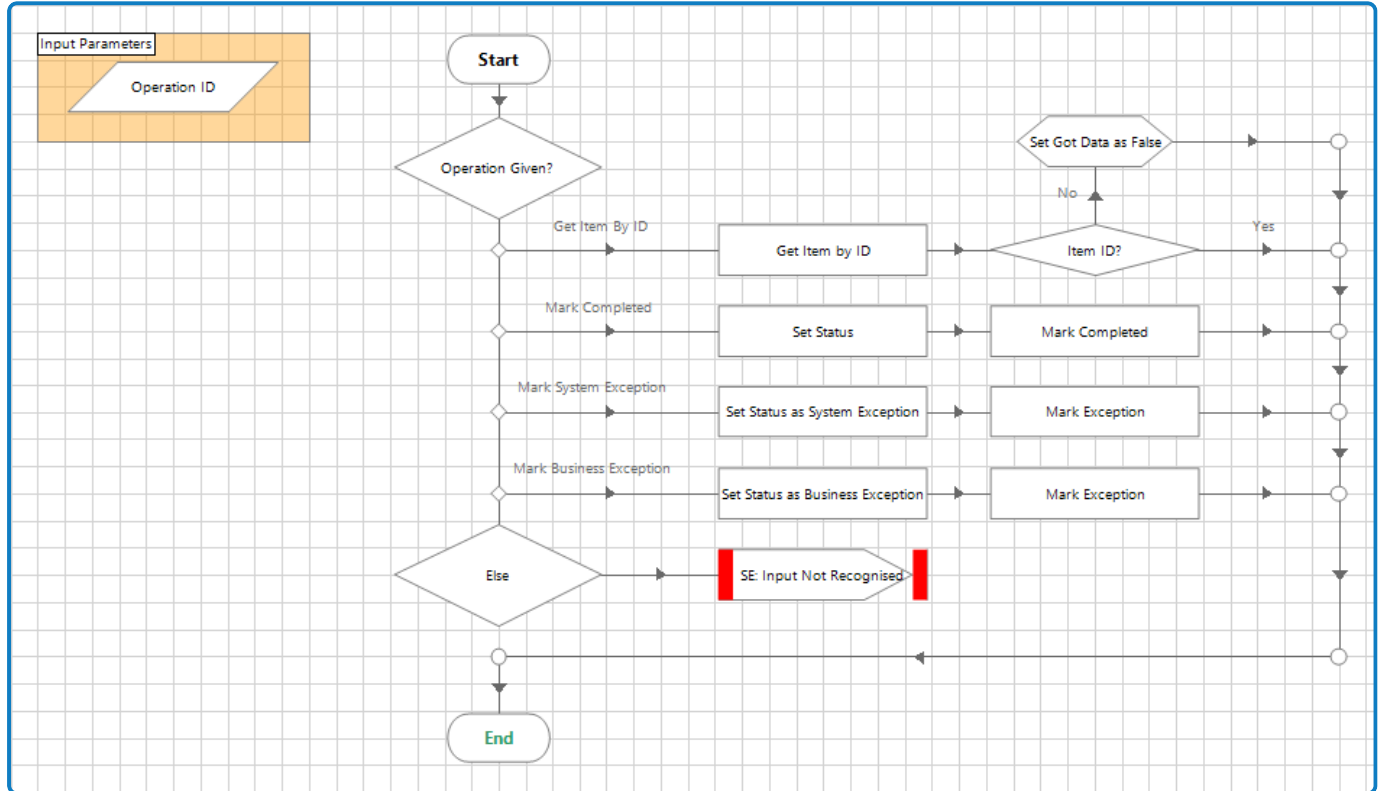 Input Parameters
Operation ID
Start
Operation Given?
Set Got Data as False
No
Get Item By ID
Get Item by ID
Item ID?
Yes
Mark Completed
Set Status
Mark Completed
Mark System Exception
Set Status as System Exception
Mark Exception
Mark Business Exception
Set Status as Business Exception
Mark Exception
Else
SE: Input Not Recognised
End